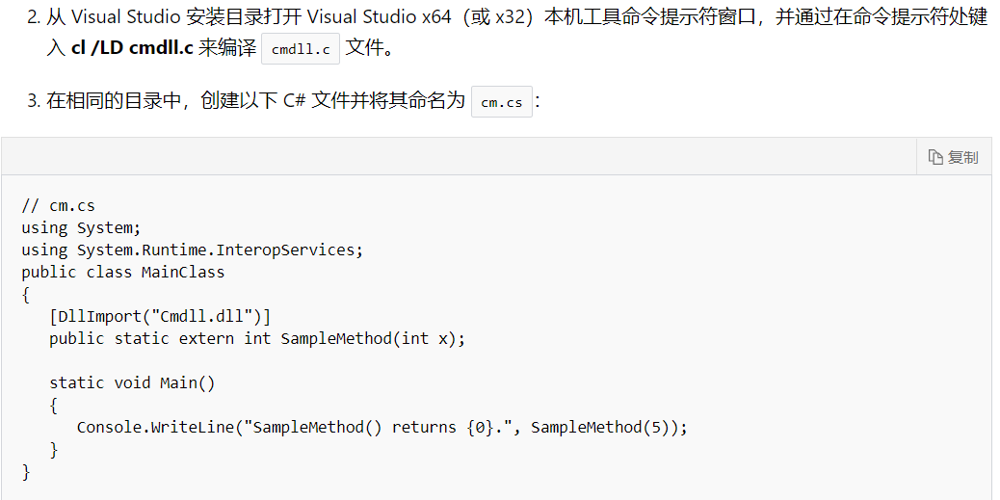 2. 从 Visual Studio 安装目录打开 Visual Studio x64（或 x32）本机工具命令提示符窗口，并通过在命令提示符处键
入 cl /LD cmdll.c 来编译 cmdll.c 文件。
3. 在相同的目录中，创建以下 C# 文件并将其命名为 cm.cs ：
复制
// cm.cs
using System;
using System.Runtime.InteropServices;
public class MainClass
{
   [DllImport("Cmdll.dll")]
   public static extern int SampleMethod(int x);
   static void Main()
   {
      Console.WriteLine("SampleMethod() returns {0}.", SampleMethod(5));
   }
}